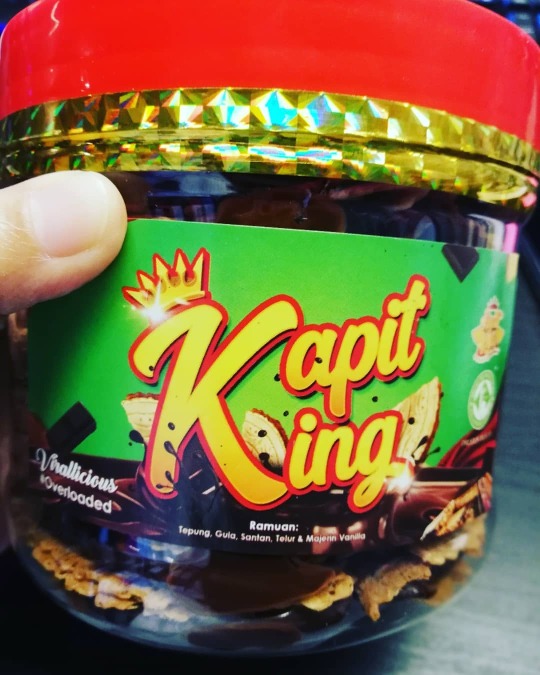 Kapit
King
Virallicious
#Overloaded
Ramuan:
Tepung, Gula, Santan, Telur & Majerin Vanilla